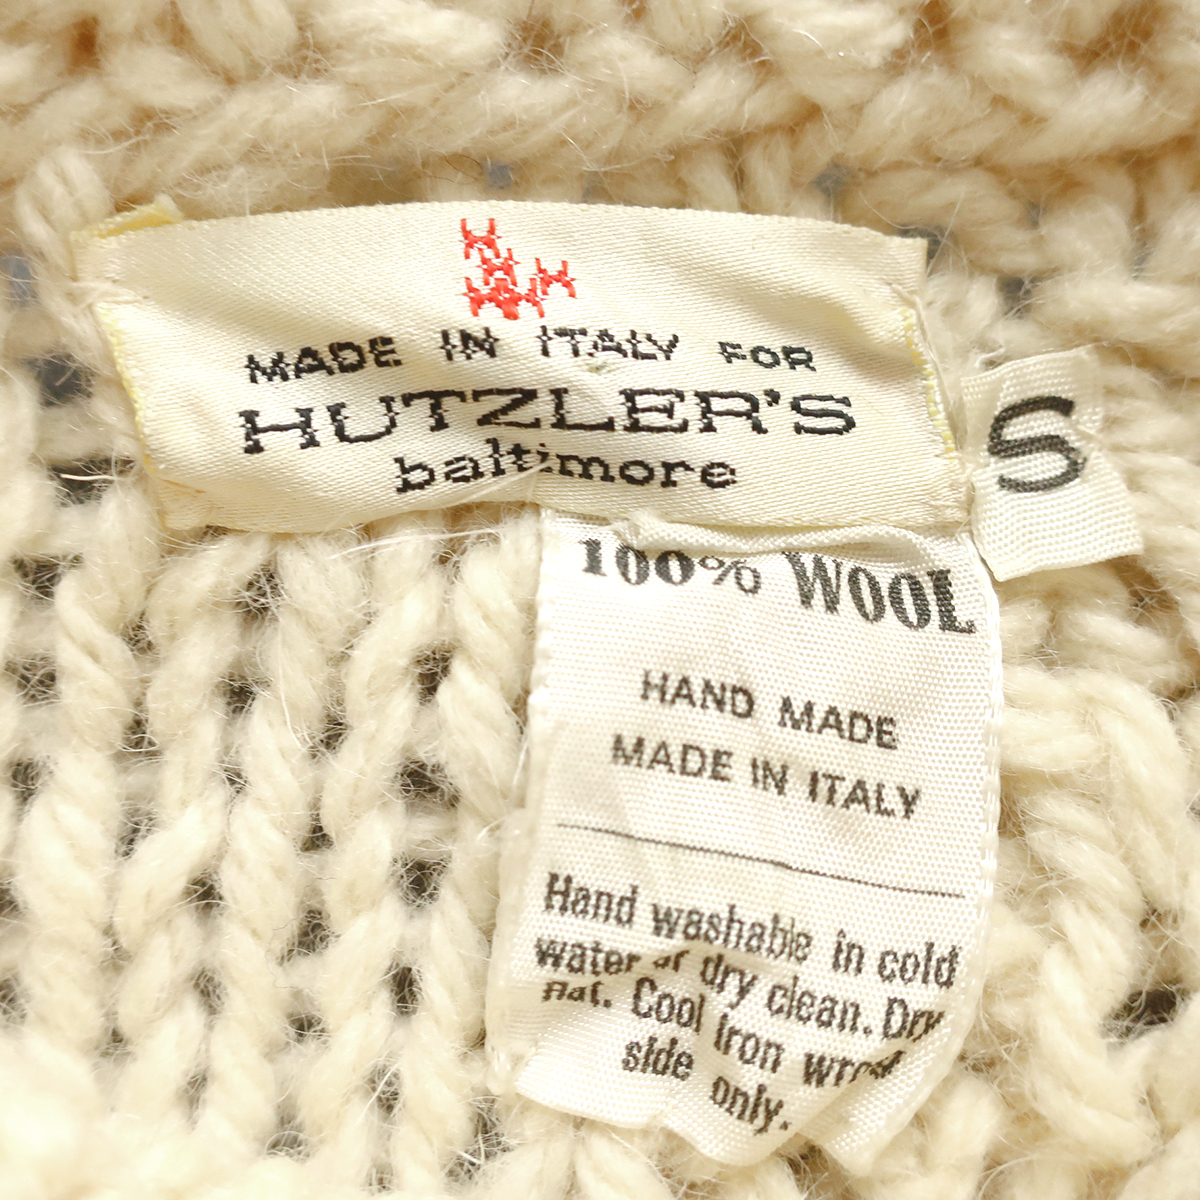 MADE IN ITALY FOR
HUTZLER'S
baltimore
S
100% WOOL
HAND MADE
MADE IN ITALY
Hand washable in cold
water or dry clean. Dry
flat. Cool iron wrong
side only.